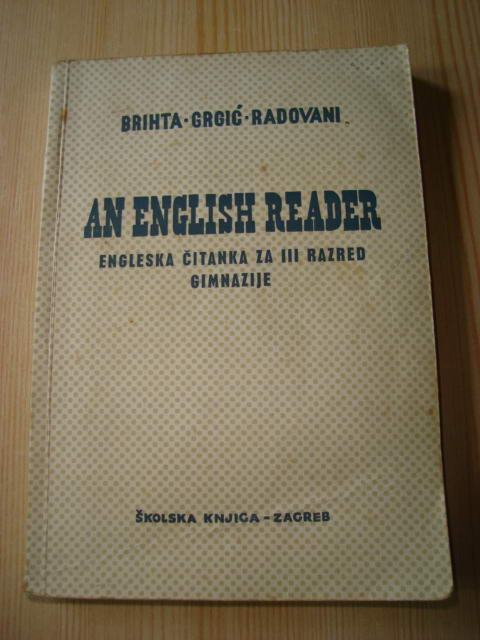 BRIHTA · GRGIĆ · RADOVANI
AN ENGLISH READER
ENGLESKA ČITANKA ZA III RAZRED
GIMNAZIJE
ŠKOLSKA KNJIGA – ZAGREB